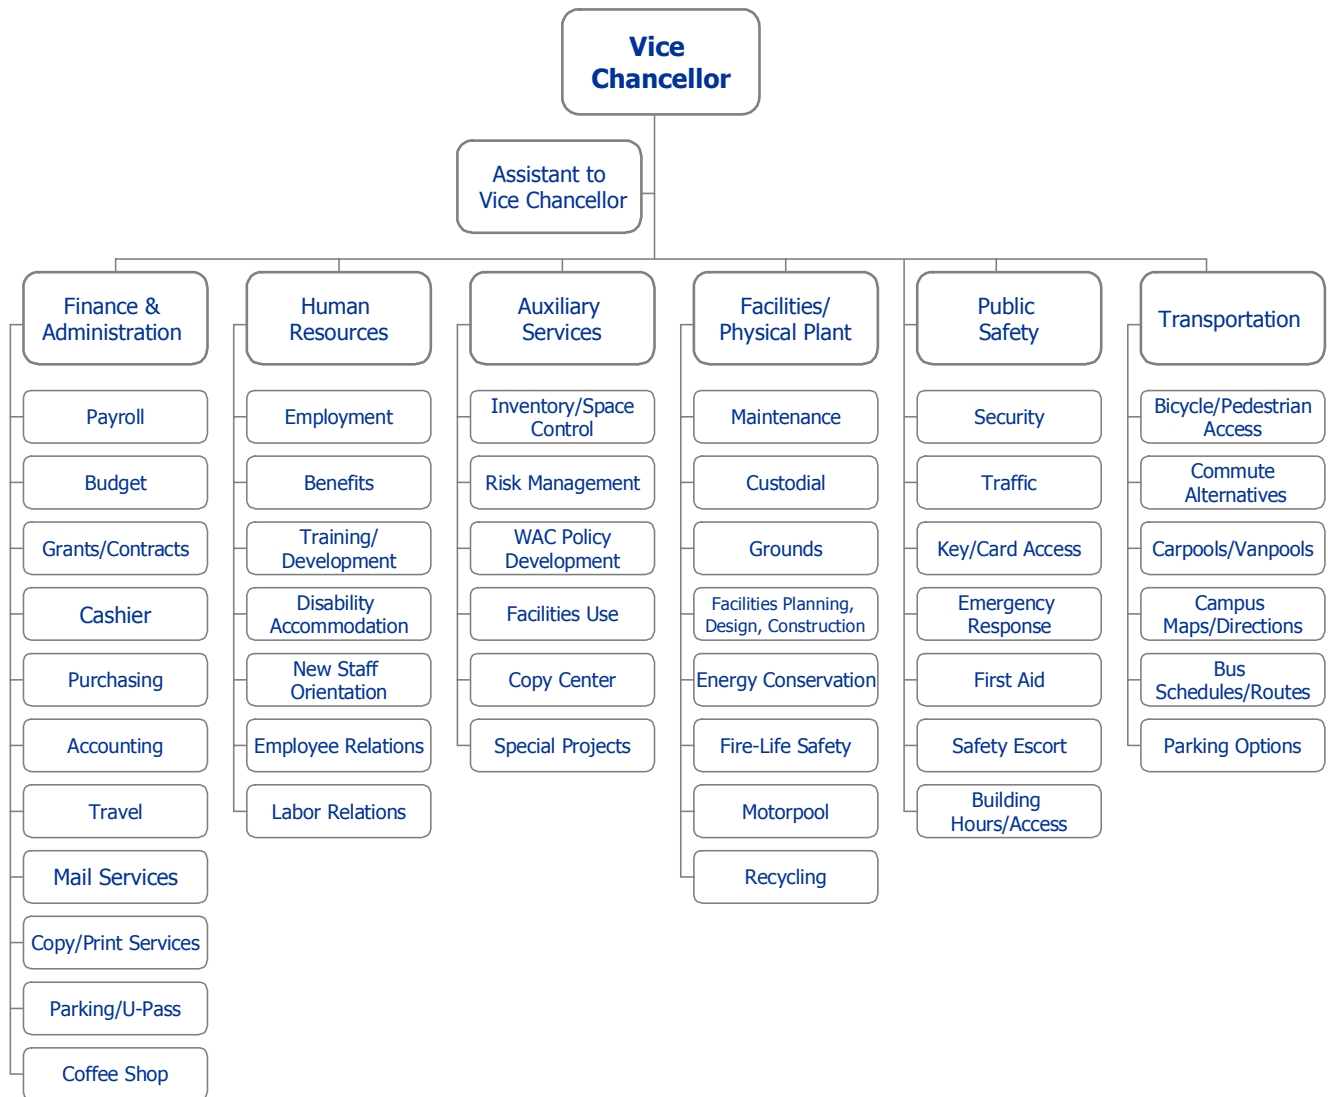 Vice
Chancellor
Assistant to
Vice Chancellor
Finance &
Administration
Payroll
Budget
Grants/Contracts
Cashier
Purchasing
Accounting
Travel
Mail Services
Copy/Print Services
Parking/U-Pass
Coffee Shop
Human
Resources
Employment
Benefits
Training/
Development
Disability
Accommodation
New Staff
Orientation
Employee Relations
Labor Relations
Auxiliary
Services
Inventory/Space
Control
Risk Management
WAC Policy
Development
Facilities Use
Copy Center
Special Projects
Facilities/
Physical Plant
Maintenance
Custodial
Grounds
Facilities Planning,
Design, Construction
Energy Conservation
Fire-Life Safety
Motorpool
Recycling
Public
Safety
Security
Traffic
Key/Card Access
Emergency
Response
First Aid
Safety Escort
Building
Hours/Access
Transportation
Bicycle/Pedestrian
Access
Commute
Alternatives
Carpools/Vanpools
Campus
Maps/Directions
Bus
Schedules/Routes
Parking Options